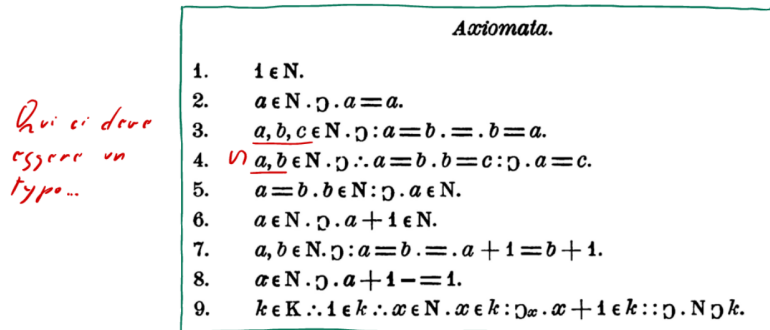 Axiomata.
1. 1 ε N.
2. a ε N . ɔ . a = a.
Qui ci deve
3. a, b, c ε N . ɔ : a = b . = . b = a.
essere un
4. a, b ε N . ɔ ∴ a = b . b = c : ɔ . a = c.
typo...
5. a = b . b ε N : ɔ . a ε N.
6. a ε N . ɔ . a + 1 ε N.
7. a, b ε N . ɔ : a = b . = . a + 1 = b + 1.
8. a ε N . ɔ . a + 1 - = 1.
9. k ε K ∴ 1 ε k ∴ x ε N . x ε k : ɔₓ . x + 1 ε k :: ɔ . N ɔ k.